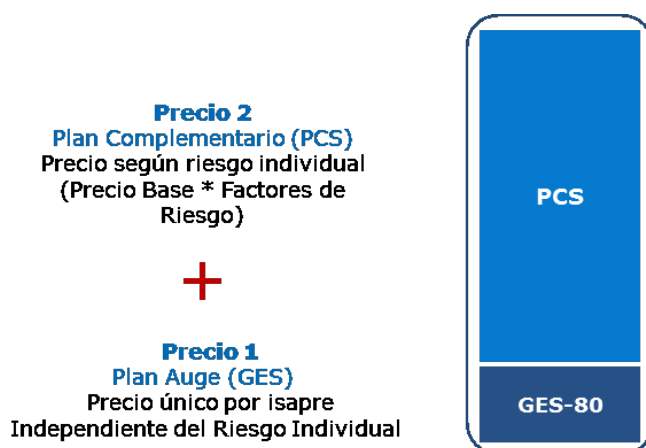 Precio 2
Plan Complementario (PCS)
Precio según riesgo individual
(Precio Base * Factores de
Riesgo)
+
Precio 1
Plan Auge (GES)
Precio único por isapre
Independiente del Riesgo Individual
PCS
GES-80